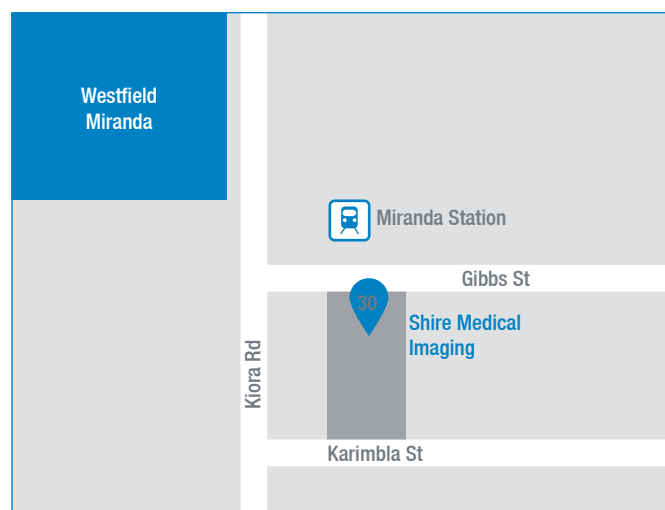 Westfield
Miranda
Miranda Station
Gibbs St
30
Shire Medical
Imaging
Kiora Rd
Karimbla St